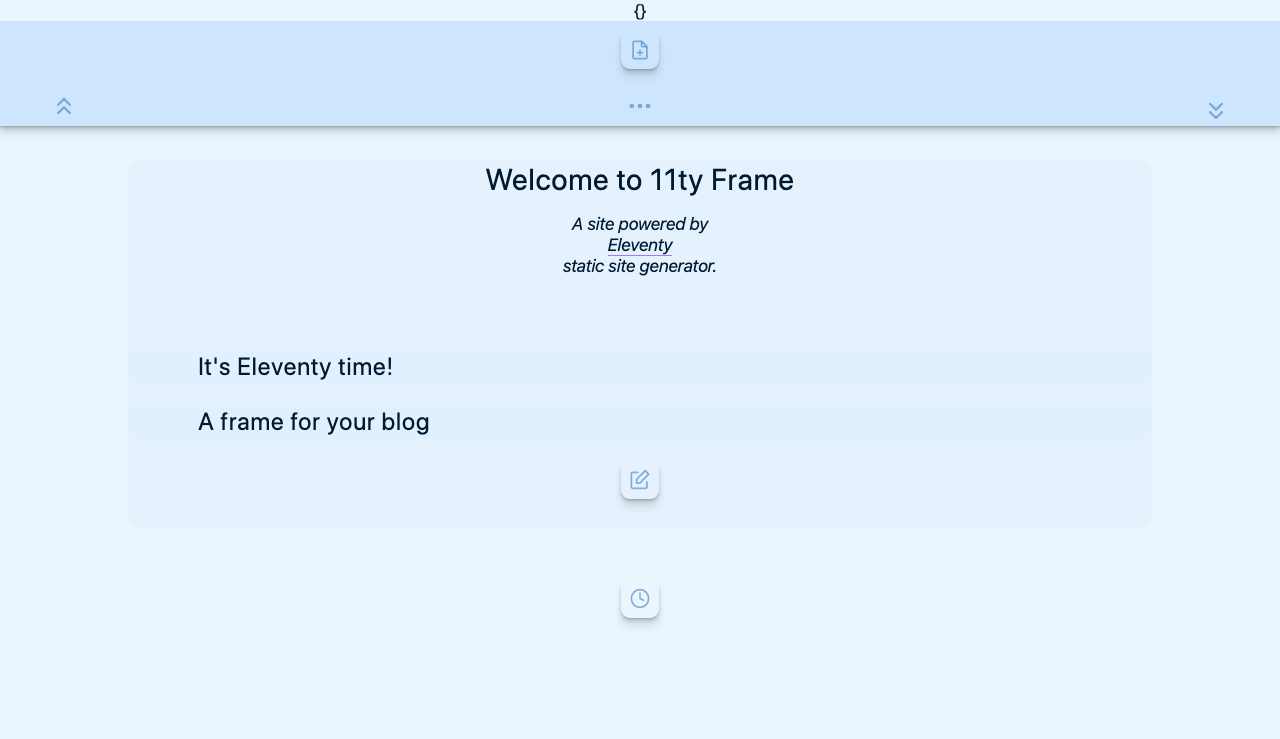 {}
Welcome to 11ty Frame
A site powered by
Eleventy
static site generator.
It's Eleventy time!
A frame for your blog